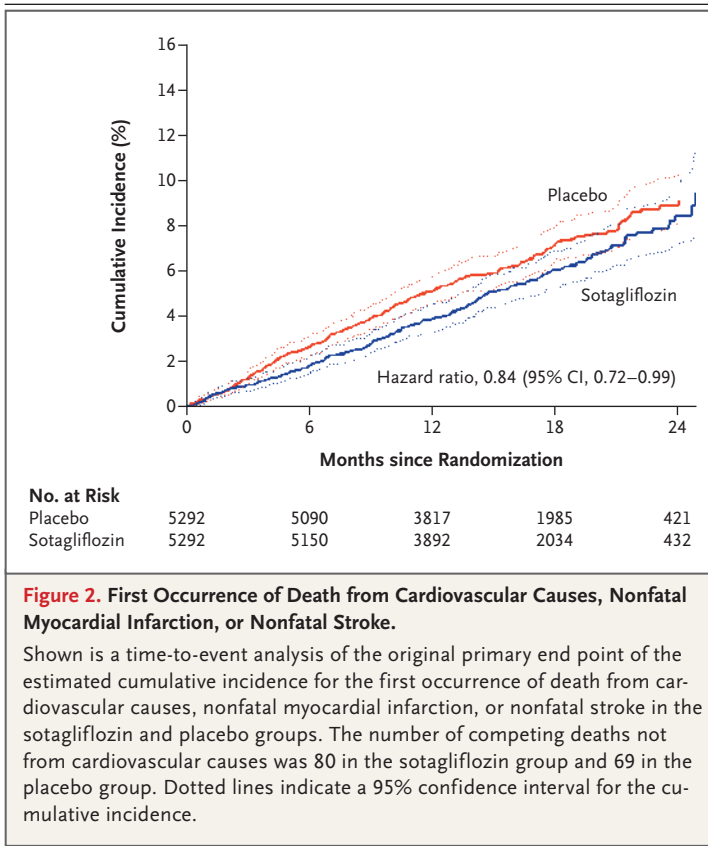 16
14
12
10
8
6
4
2
0
Cumulative Incidence (%)
Placebo
Sotagliflozin
Hazard ratio, 0.84 (95% CI, 0.72–0.99)
0 6 12 18 24
Months since Randomization
No. at Risk
Placebo 5292 5090 3817 1985 421
Sotagliflozin 5292 5150 3892 2034 432
Figure 2. First Occurrence of Death from Cardiovascular Causes, Nonfatal
Myocardial Infarction, or Nonfatal Stroke.
Shown is a time-to-event analysis of the original primary end point of the
estimated cumulative incidence for the first occurrence of death from car-
diovascular causes, nonfatal myocardial infarction, or nonfatal stroke in the
sotagliflozin and placebo groups. The number of competing deaths not
from cardiovascular causes was 80 in the sotagliflozin group and 69 in the
placebo group. Dotted lines indicate a 95% confidence interval for the cu-
mulative incidence.